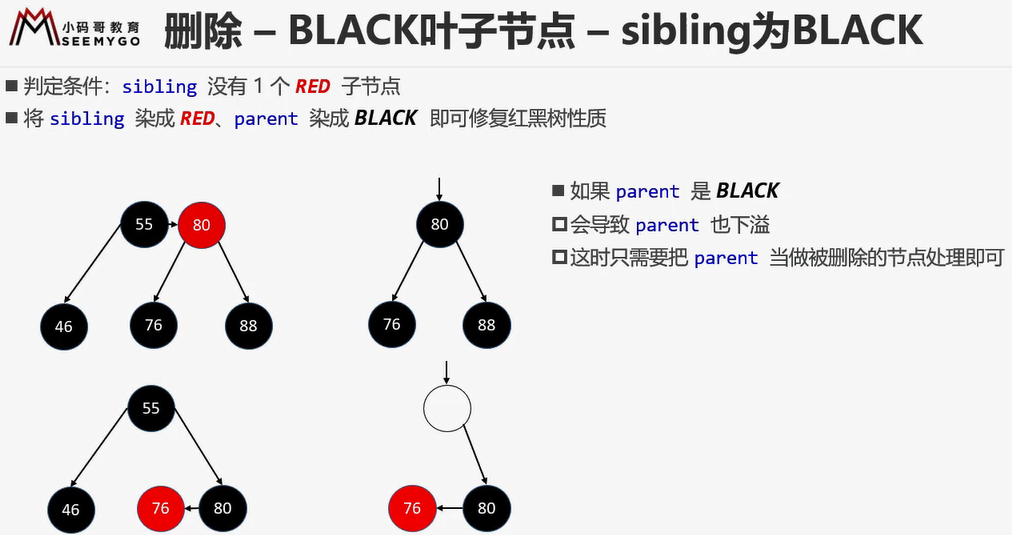 小码哥教育
SEEMYGO
删除 – BLACK叶子节点 – sibling为BLACK
判定条件：sibling 没有 1 个 RED 子节点
将 sibling 染成 RED、parent 染成 BLACK 即可修复红黑树性质
如果 parent 是 BLACK
会导致 parent 也下溢
这时只需要把 parent 当做被删除的节点处理即可
55 80
46 76 88
80
76 88
55
46 76 80
76 80